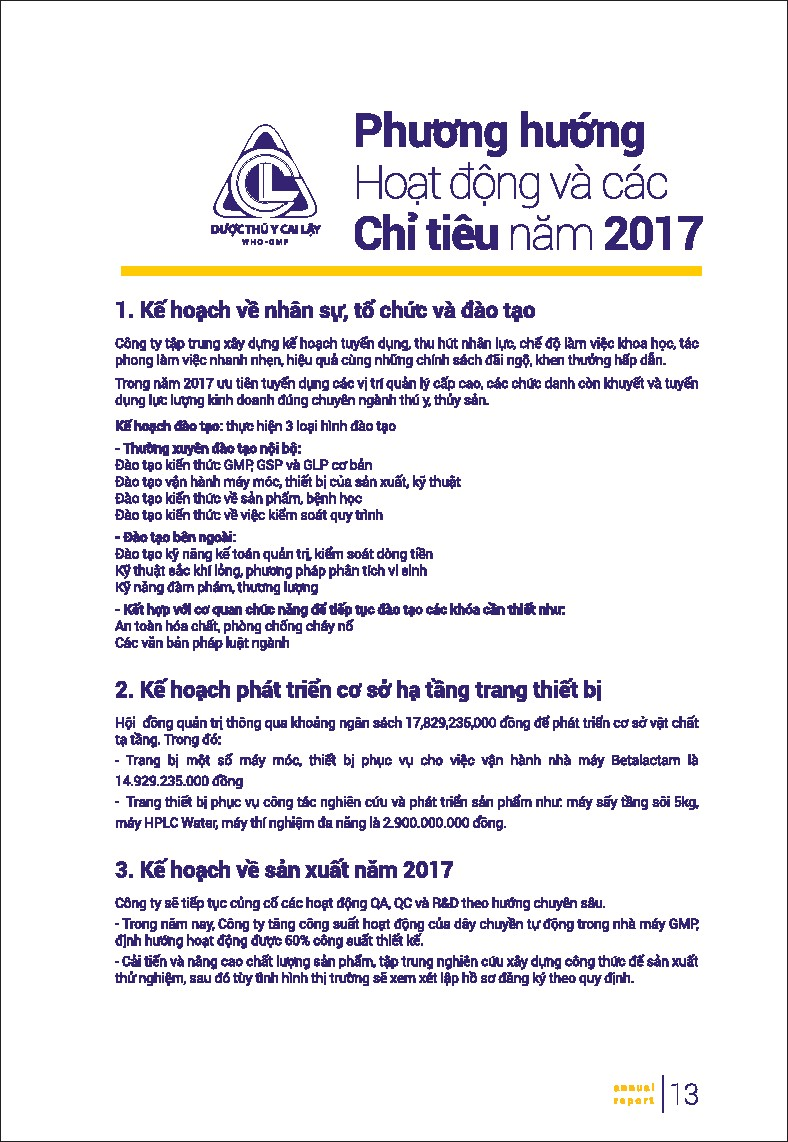 Phương hướng
Hoạt động và các
Chỉ tiêu năm 2017
DƯỢC THÚ Y CAI LẬY
WHO-GMP
1. Kế hoạch về nhân sự, tổ chức và đào tạo
Công ty tập trung xây dựng kế hoạch tuyển dụng, thu hút nhân lực, chế độ làm việc khoa học, tác
phong làm việc nhanh nhẹn, hiệu quả cùng những chính sách đãi ngộ, khen thưởng hấp dẫn.
Trong năm 2017 ưu tiên tuyển dụng các vị trí quản lý cấp cao, các chức danh còn khuyết và tuyển
dụng lực lượng kinh doanh đúng chuyên ngành thú y, thủy sản.
Kế hoạch đào tạo: thực hiện 3 loại hình đào tạo
- Thường xuyên đào tạo nội bộ:
Đào tạo kiến thức GMP, GSP và GLP cơ bản
Đào tạo vận hành máy móc, thiết bị của sản xuất, kỹ thuật
Đào tạo kiến thức về sản phẩm, bệnh học
Đào tạo kiến thức về việc kiểm soát quy trình
- Đào tạo bên ngoài:
Đào tạo kỹ năng kế toán quản trị, kiểm soát dòng tiền
Kỹ thuật sắc khí lỏng, phương pháp phân tích vi sinh
Kỹ năng đàm phám, thương lượng
- Kết hợp với cơ quan chức năng để tiếp tục đào tạo các khóa cần thiết như:
An toàn hóa chất, phòng chống cháy nổ
Các văn bản pháp luật ngành
2. Kế hoạch phát triển cơ sở hạ tầng trang thiết bị
Hội đồng quản trị thông qua khoảng ngân sách 17,829,235,000 đồng để phát triển cơ sở vật chất
tạ tầng. Trong đó:
- Trang bị một số máy móc, thiết bị phục vụ cho việc vận hành nhà máy Betalactam là
14.929.235.000 đồng
- Trang thiết bị phục vụ công tác nghiên cứu và phát triển sản phẩm như: máy sấy tầng sôi 5kg,
máy HPLC Water, máy thí nghiệm đa năng là 2.900.000.000 đồng.
3. Kế hoạch về sản xuất năm 2017
Công ty sẽ tiếp tục củng cố các hoạt động QA, QC và R&D theo hướng chuyên sâu.
- Trong năm nay, Công ty tăng công suất hoạt động của dây chuyền tự động trong nhà máy GMP,
định hướng hoạt động được 60% công suất thiết kế.
- Cải tiến và nâng cao chất lượng sản phẩm, tập trung nghiên cứu xây dựng công thức để sản xuất
thử nghiệm, sau đó tùy tình hình thị trường sẽ xem xét lập hồ sơ đăng ký theo quy định.
annual
report
13